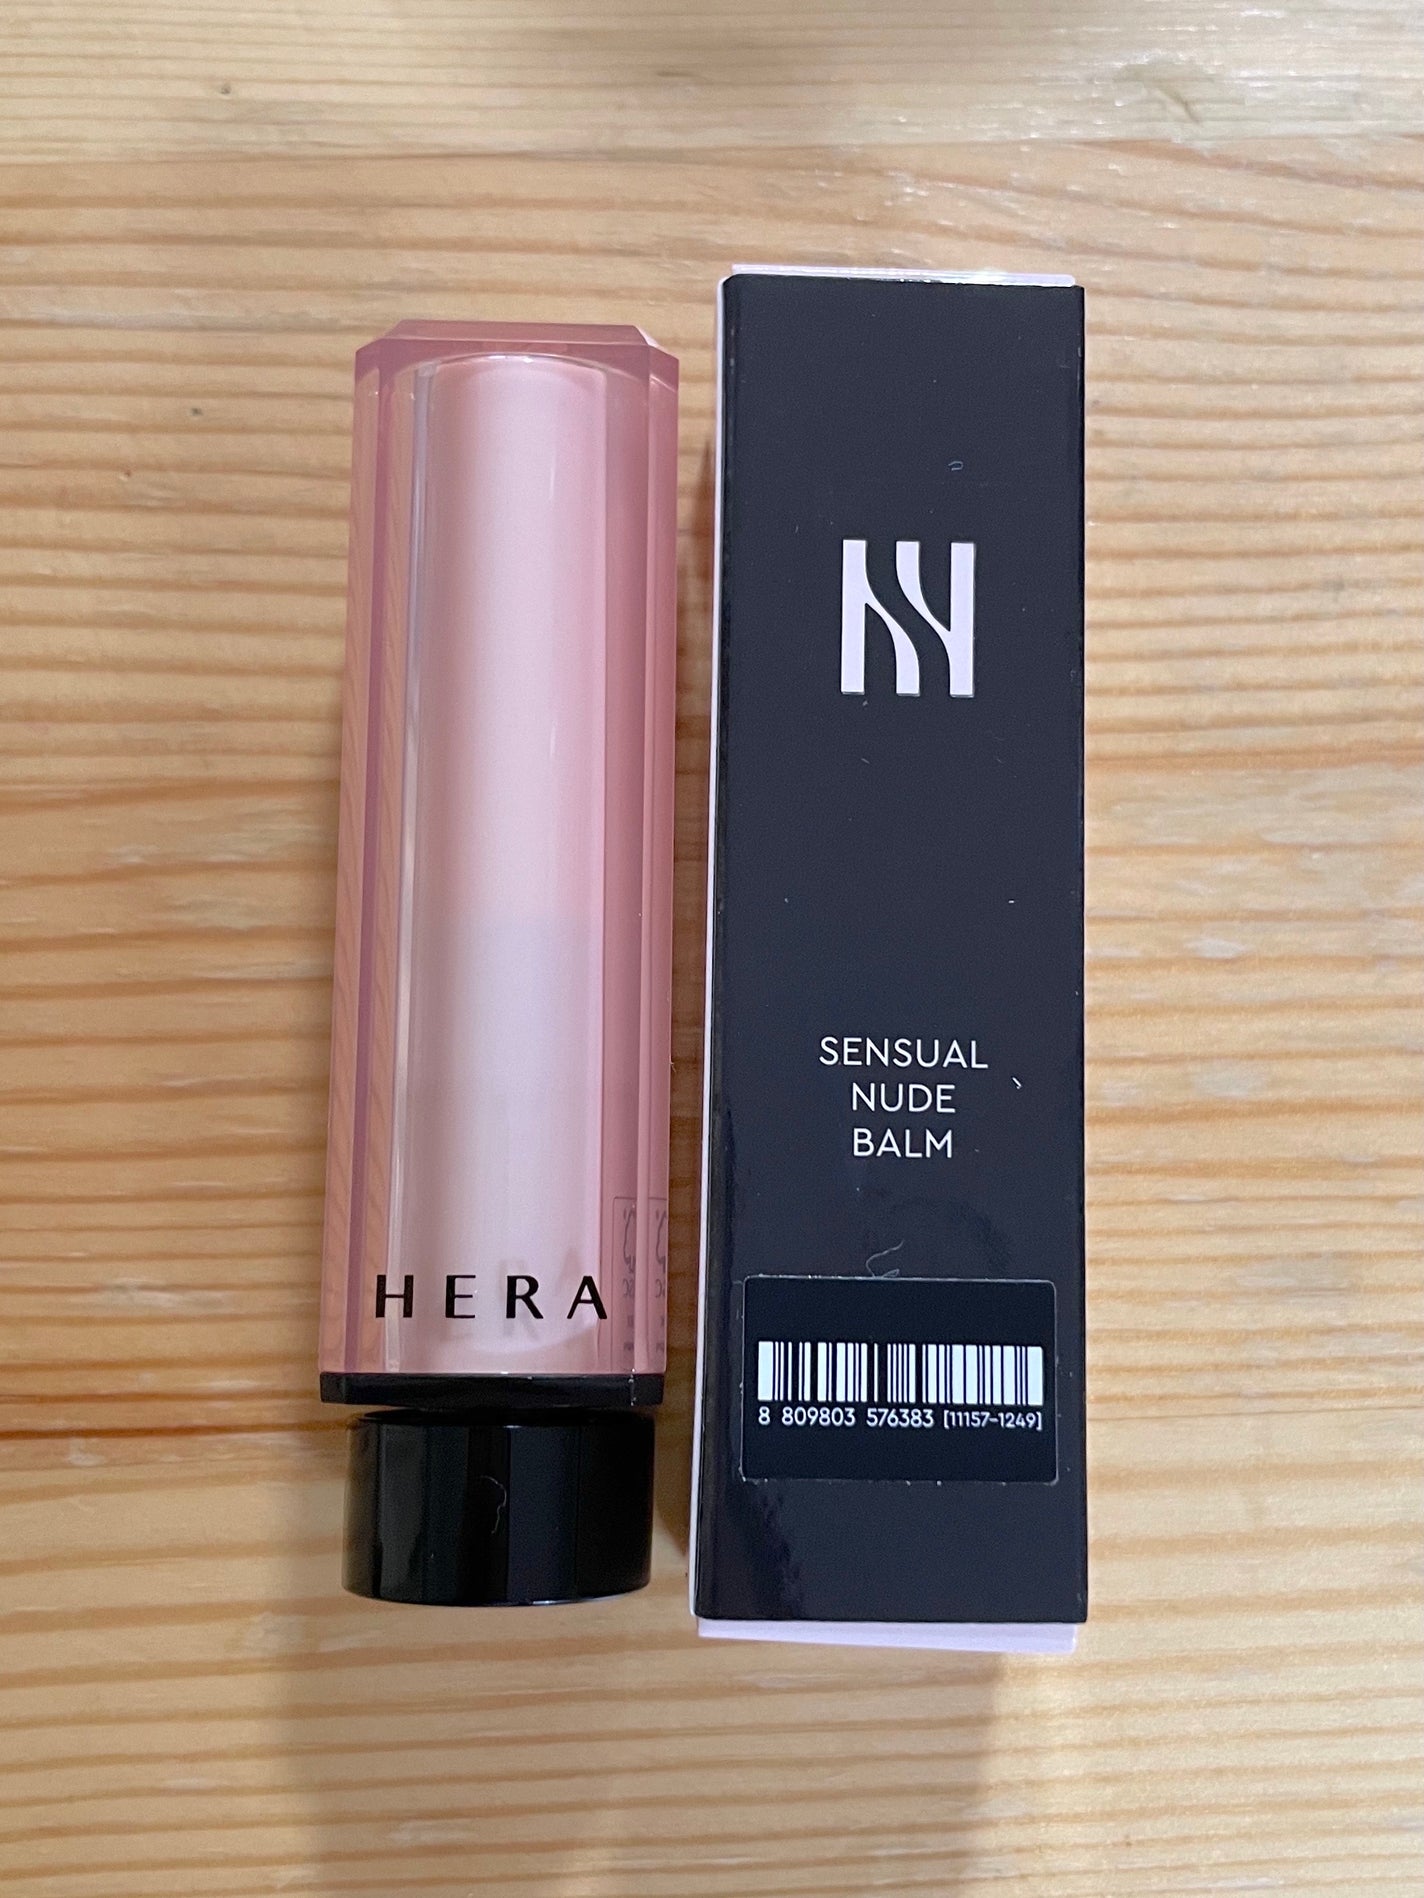 HERA
SENSUAL
NUDE
BALM
8 809803 576383 [11157-1249]